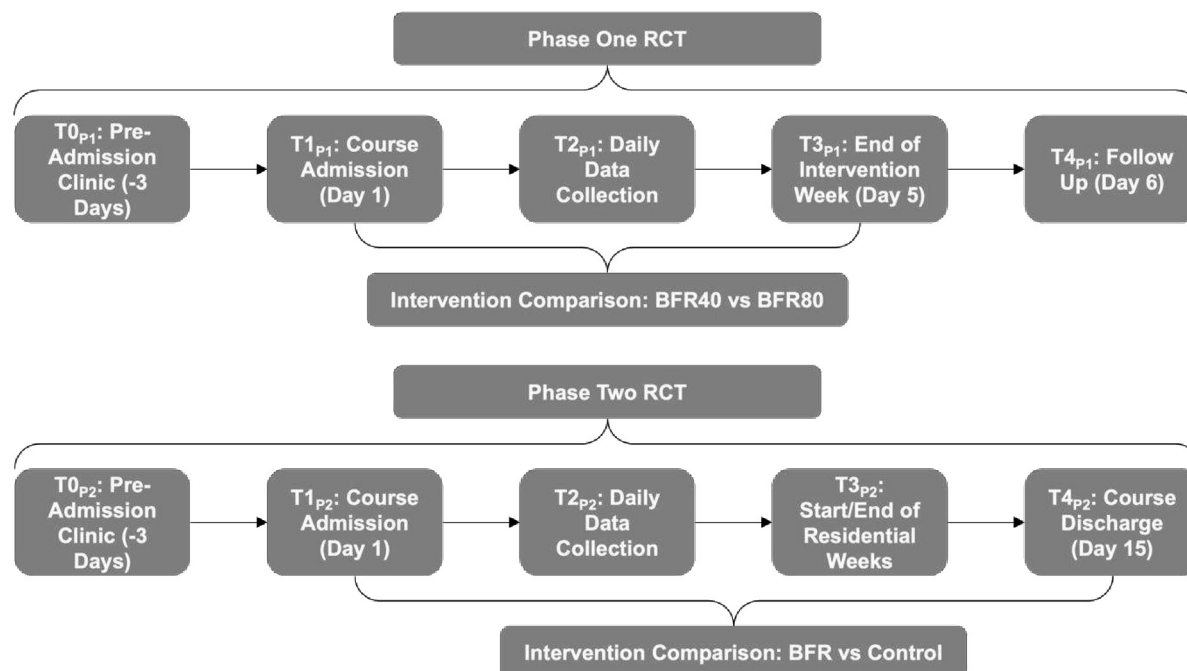 Phase One RCT
T0P1: Pre-
Admission
Clinic (-3
Days)
T1P1: Course
Admission
(Day 1)
T2P1: Daily
Data
Collection
T3P1: End of
Intervention
Week (Day 5)
T4P1: Follow
Up (Day 6)
Intervention Comparison: BFR40 vs BFR80
Phase Two RCT
T0P2: Pre-
Admission
Clinic (-3
Days)
T1P2: Course
Admission
(Day 1)
T2P2: Daily
Data
Collection
T3P2:
Start/End of
Residential
Weeks
T4P2: Course
Discharge
(Day 15)
Intervention Comparison: BFR vs Control